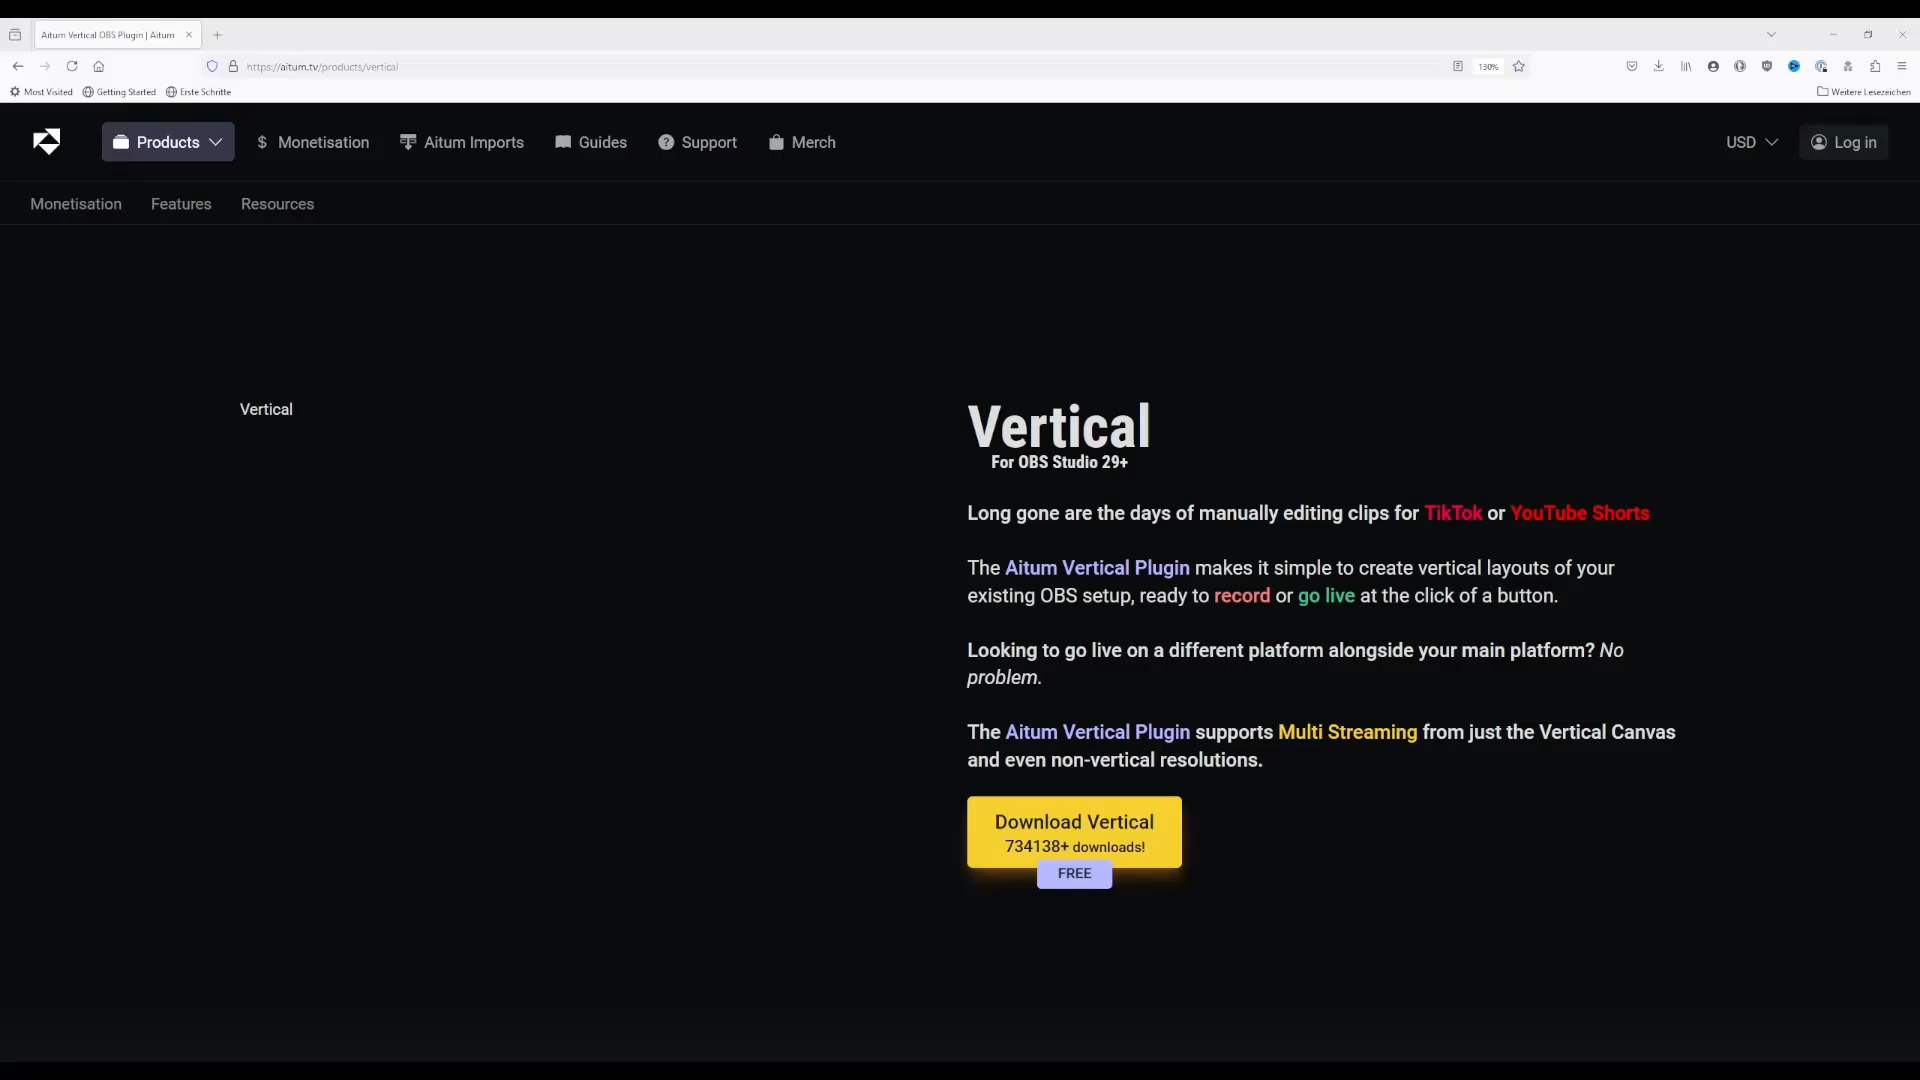 Aitum Vertical OBS Plugin | Aitum
https://aitum.tv/products/vertical
130%
Most Visited
Getting Started
Erste Schritte
Weitere Lesezeichen
Products
$ Monetisation
Aitum Imports
Guides
Support
Merch
USD
Log in
Monetisation
Features
Resources
Vertical
Vertical
For OBS Studio 29+
Long gone are the days of manually editing clips for TikTok or YouTube Shorts
The Aitum Vertical Plugin makes it simple to create vertical layouts of your
existing OBS setup, ready to record or go live at the click of a button.
Looking to go live on a different platform alongside your main platform? No
problem.
The Aitum Vertical Plugin supports Multi Streaming from just the Vertical Canvas
and even non-vertical resolutions.
Download Vertical
734138+ downloads!
FREE